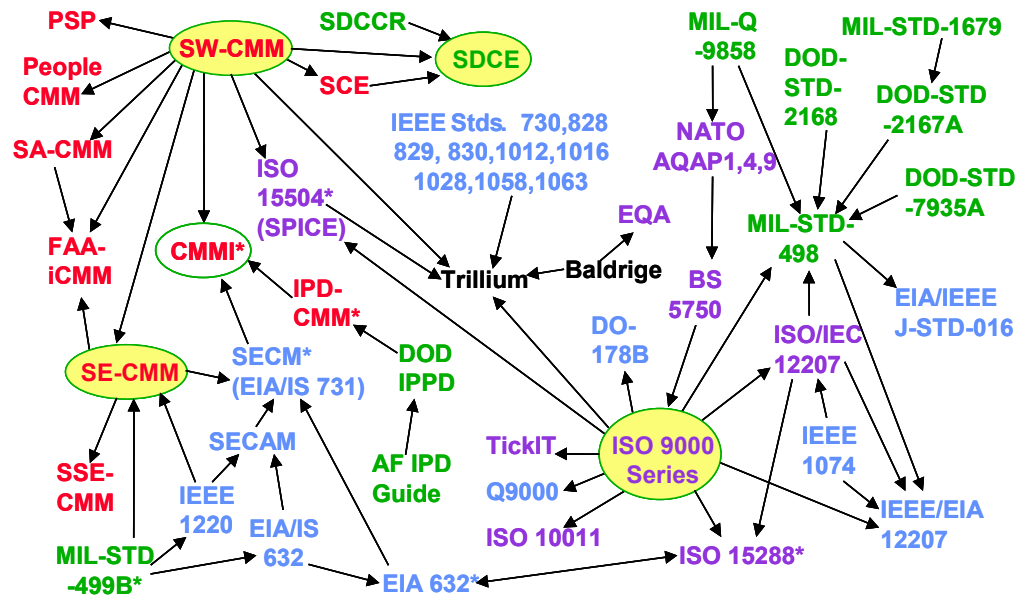 PSP
SW-CMM
SDCCR
SDCE
SCE
People
CMM
SA-CMM
MIL-Q
-9858
MIL-STD-1679
DOD-
STD-
2168
DOD-STD
-2167A
NATO
AQAP1,4,9
IEEE Stds. 730,828
829, 830,1012,1016
1028,1058,1063
ISO
15504*
(SPICE)
DOD-STD
-7935A
EQA
MIL-STD-
498
FAA-
iCMM
CMMI*
Trillium
Baldrige
BS
5750
IPD-
CMM*
EIA/IEEE
J-STD-016
DO-
178B
ISO/IEC
12207
SE-CMM
SECM*
(EIA/IS 731)
DOD
IPPD
SECAM
TickIT
ISO 9000
Series
IEEE
1074
SSE-
CMM
IEEE
1220
AF IPD
Guide
Q9000
EIA/IS
632
ISO 10011
IEEE/EIA
12207
MIL-STD
-499B*
EIA 632*
ISO 15288*